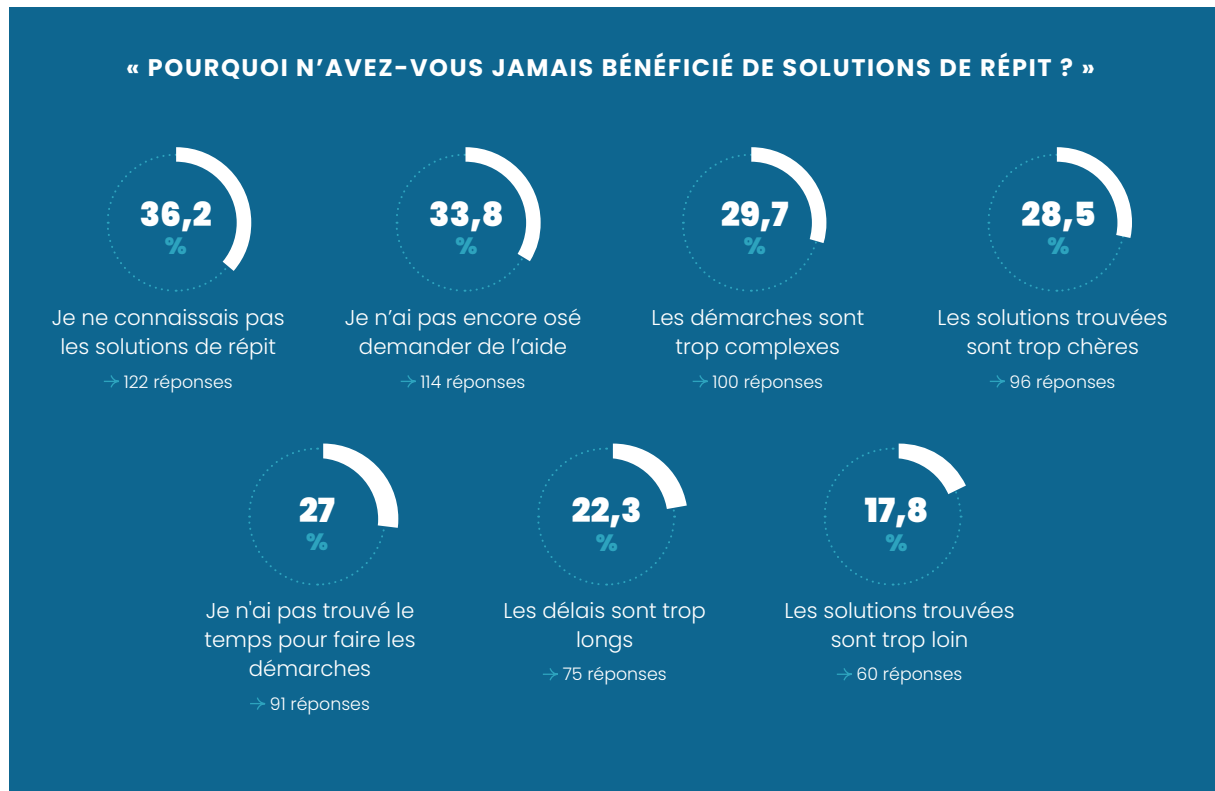 « POURQUOI N’AVEZ-VOUS JAMAIS BÉNÉFICIÉ DE SOLUTIONS DE RÉPIT ? »
36,2
%
Je ne connaissais pas
les solutions de répit
→ 122 réponses
33,8
%
Je n’ai pas encore osé
demander de l’aide
→ 114 réponses
29,7
%
Les démarches sont
trop complexes
→ 100 réponses
28,5
%
Les solutions trouvées
sont trop chères
→ 96 réponses
27
%
Je n'ai pas trouvé le
temps pour faire les
démarches
→ 91 réponses
22,3
%
Les délais sont trop
longs
→ 75 réponses
17,8
%
Les solutions trouvées
sont trop loin
→ 60 réponses